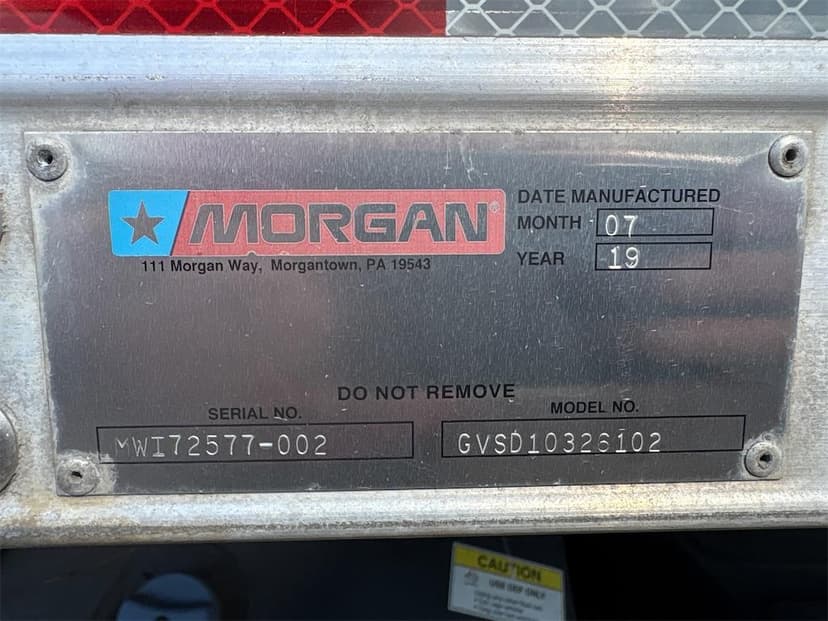 MORGAN®
111 Morgan Way, Morgantown, PA 19543
DATE MANUFACTURED
MONTH 07
YEAR 19
DO NOT REMOVE
SERIAL NO.
MWI72577-002
MODEL NO.
GVSD10326102
CAUTION